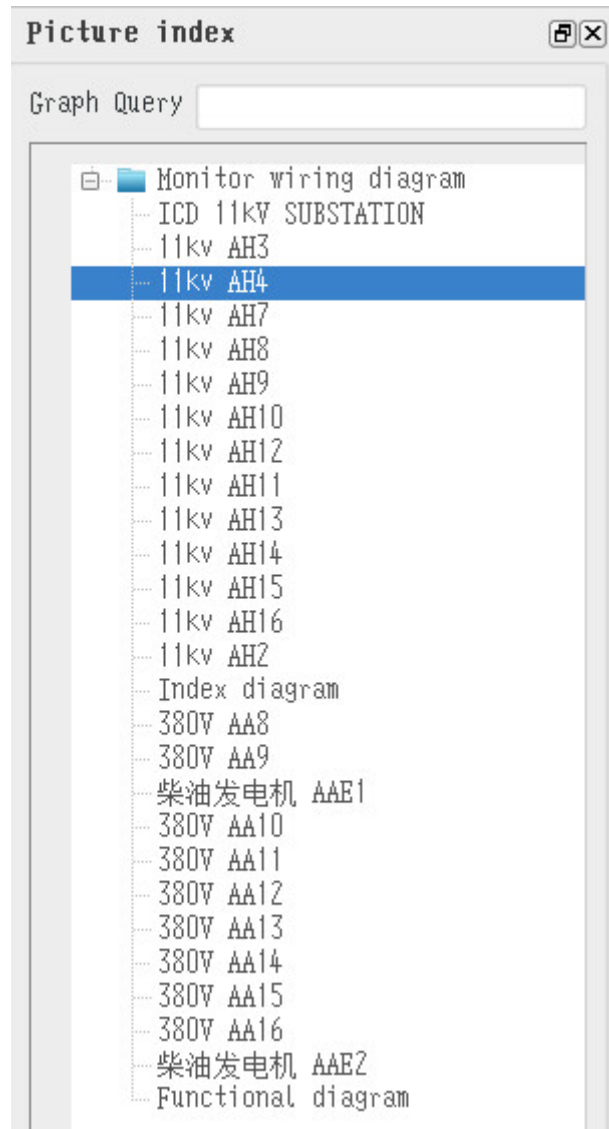 Picture index
Graph Query
Monitor wiring diagram
ICD 11kV SUBSTATION
11kv AH3
11kv AH4
11kv AH7
11kv AH8
11kv AH9
11kv AH10
11kv AH12
11kv AH11
11kv AH13
11kv AH14
11kv AH15
11kv AH16
11kv AH2
Index diagram
380V AA8
380V AA9
柴油发电机 AAE1
380V AA10
380V AA11
380V AA12
380V AA13
380V AA14
380V AA15
380V AA16
柴油发电机 AAE2
Functional diagram